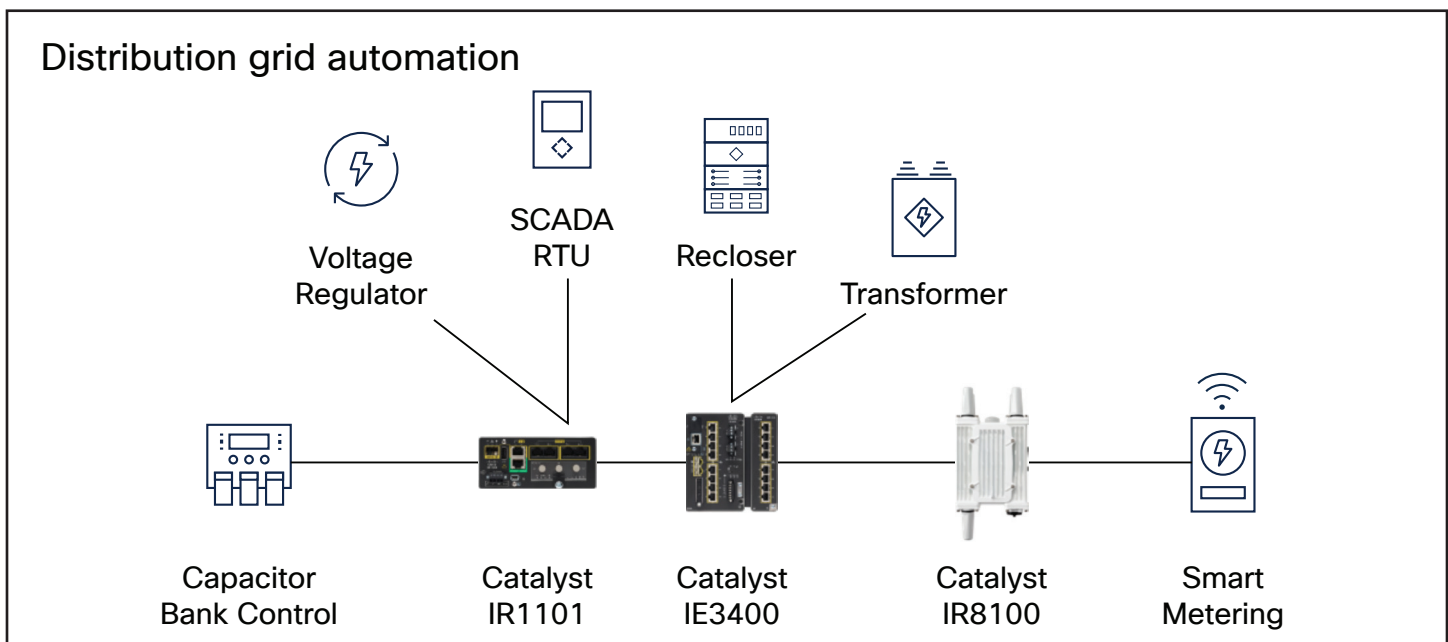 Distribution grid automation
Voltage
Regulator
SCADA
RTU
Recloser
Transformer
Capacitor
Bank Control
Catalyst
IR1101
Catalyst
IE3400
Catalyst
IR8100
Smart
Metering